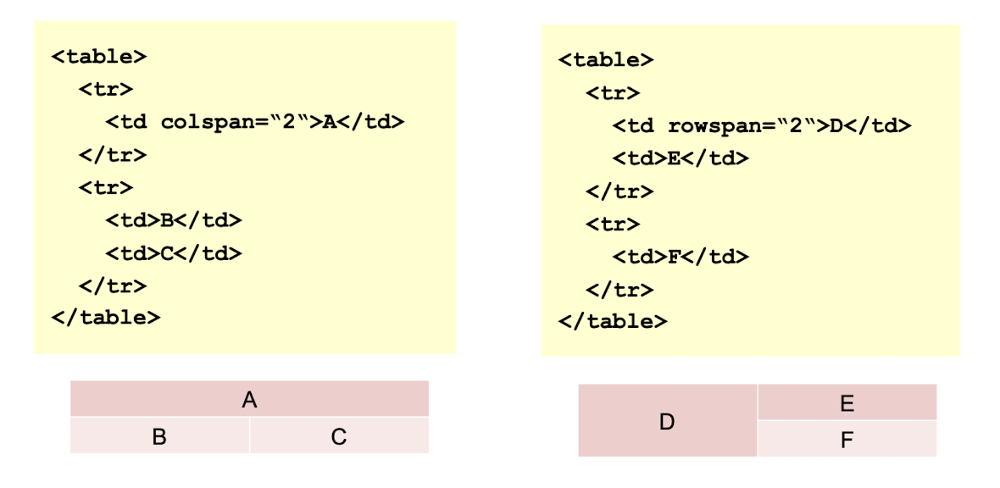 <table>
<tr>
<td colspan=“2“>A</td>
</tr>
<tr>
<td>B</td>
<td>C</td>
</tr>
</table>
A
B C
<table>
<tr>
<td rowspan=“2“>D</td>
<td>E</td>
</tr>
<tr>
<td>F</td>
</tr>
</table>
D
E
F